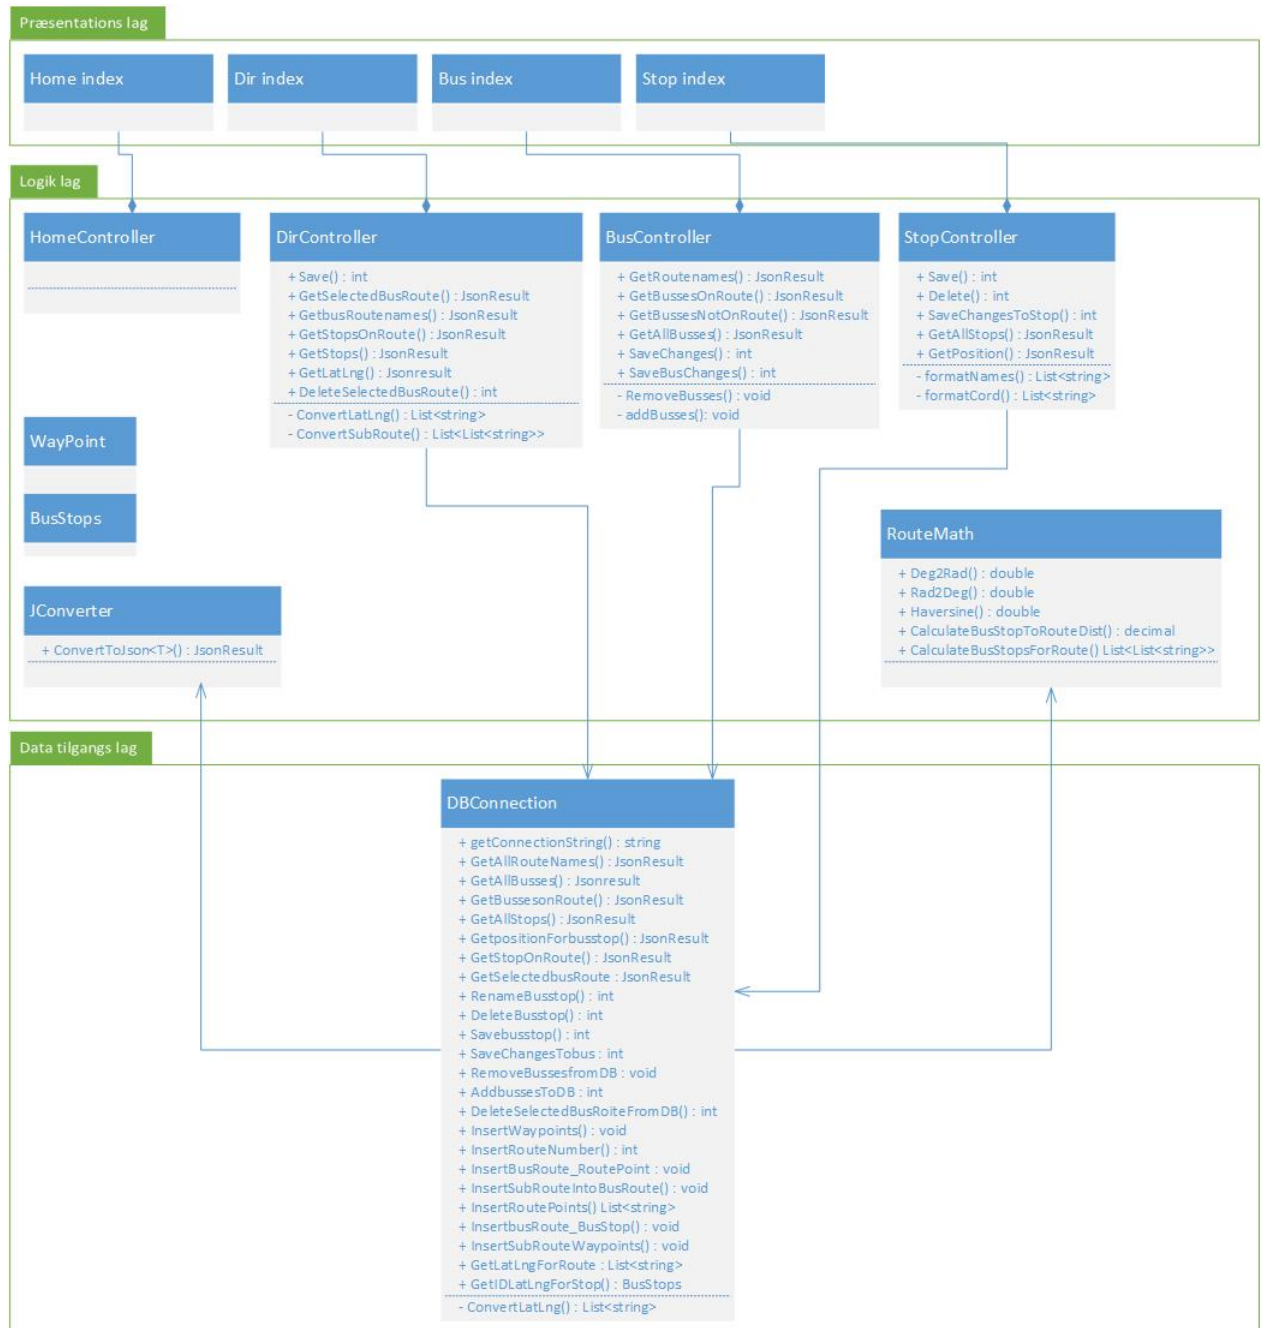 Præsentations lag
Home index
Dir index
Bus index
Stop index
Logik lag
HomeController
DirController
+ Save() : int
+ GetSelectedBusRoute() : JsonResult
+ GetbusRoutenames() : JsonResult
+ GetStopsOnRoute() : JsonResult
+ GetStops() : JsonResult
+ GetLatLng() : Jsonresult
+ DeleteSelectedBusRoute() : int
- ConvertLatLng() : List<string>
- ConvertSubRoute() : List<List<string>>
BusController
+ GetRoutenames() : JsonResult
+ GetBussesOnRoute() : JsonResult
+ GetBussesNotOnRoute() : JsonResult
+ GetAllBusses() : JsonResult
+ SaveChanges() : int
+ SaveBusChanges() : int
- RemoveBusses() : void
- addBusses(): void
StopController
+ Save() : int
+ Delete() : int
+ SaveChangesToStop() : int
+ GetAllStops() : JsonResult
+ GetPosition() : JsonResult
- formatNames() : List<string>
- formatCord() : List<string>
WayPoint
BusStops
JConverter
+ ConvertToJson<T>() : JsonResult
RouteMath
+ Deg2Rad() : double
+ Rad2Deg() : double
+ Haversine() : double
+ CalculateBusStopToRouteDist() : decimal
+ CalculateBusStopsForRoute() List<List<string>>
Data tilgangs lag
DBConnection
+ getConnectionString() : string
+ GetAllRouteNames() : JsonResult
+ GetAllBusses() : Jsonresult
+ GetBussesonRoute() : JsonResult
+ GetAllStops() : JsonResult
+ GetpositionForbusstop() : JsonResult
+ GetStopOnRoute() : JsonResult
+ GetSelectedbusRoute : JsonResult
+ RenameBusstop() : int
+ DeleteBusstop() : int
+ Savebusstop() : int
+ SaveChangesTobus : int
+ RemoveBussesfromDB : void
+ AddbussesToDB : int
+ DeleteSelectedBusRoiteFromDB() : int
+ InsertWaypoints() : void
+ InsertRouteNumber() : int
+ InsertBusRoute_RoutePoint : void
+ InsertSubRouteIntoBusRoute() : void
+ InsertRoutePoints() List<string>
+ InsertbusRoute_BusStop() : void
+ InsertSubRouteWaypoints() : void
+ GetLatLngForRoute : List<string>
+ GetIDLatLngForStop() : BusStops
- ConvertLatLng() : List<string>